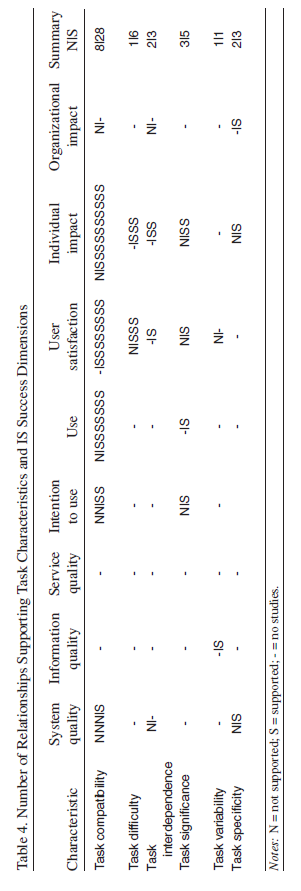 Table 4. Number of Relationships Supporting Task Characteristics and IS Success Dimensions
System Information Service Intention User Individual Organizational Summary
Characteristic quality quality quality to use Use satisfaction impact impact N|S
Task compatibility NNN|S - - NN|SS N|SSSSSSS -|SSSSSSSS N|SSSSSSSSSS N|- 8|28
Task difficulty - - - - - N|SSS -|SSS - 1|6
Task N|- - - - - -|S -|SS N|- 2|3
interdependence
Task significance - - - N|S -|S N|S N|SS - 3|5
Task variability - -|S - - - N|- - - 1|1
Task specificity N|S - - - - N|S -|S 2|3
Notes: N = not supported; S = supported; - = no studies.